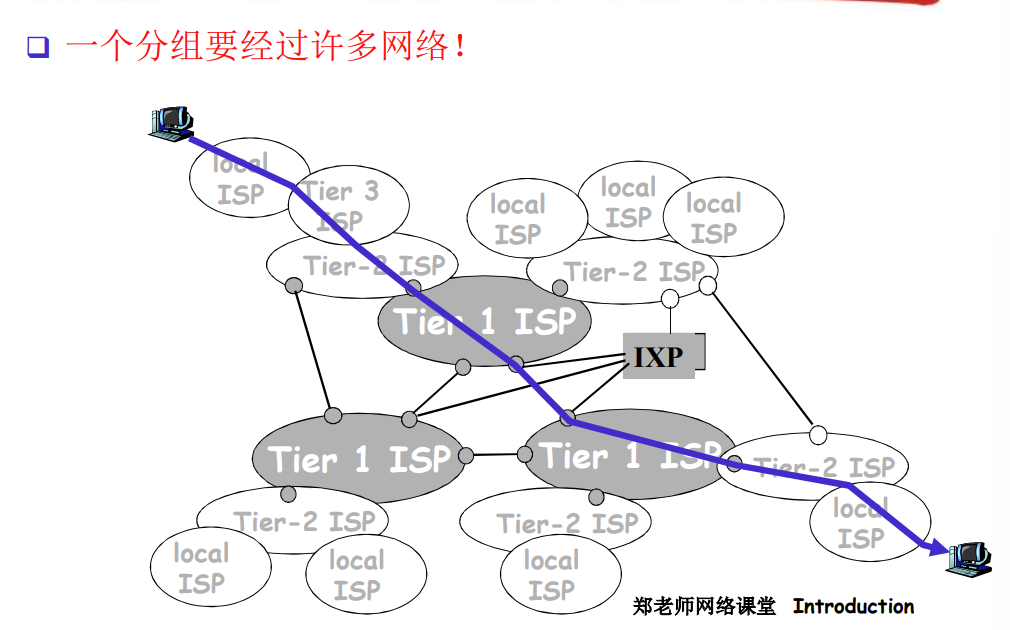 一个分组要经过许多网络!
local
ISP
Tier 3
ISP
Tier-2 ISP
local
ISP
local
ISP
local
ISP
Tier-2 ISP
Tier 1 ISP
IXP
Tier 1 ISP
Tier 1 ISP
Tier-2 ISP
local
ISP
Tier-2 ISP
local
ISP
local
ISP
Tier-2 ISP
local
ISP
郑老师网络课堂 Introduction